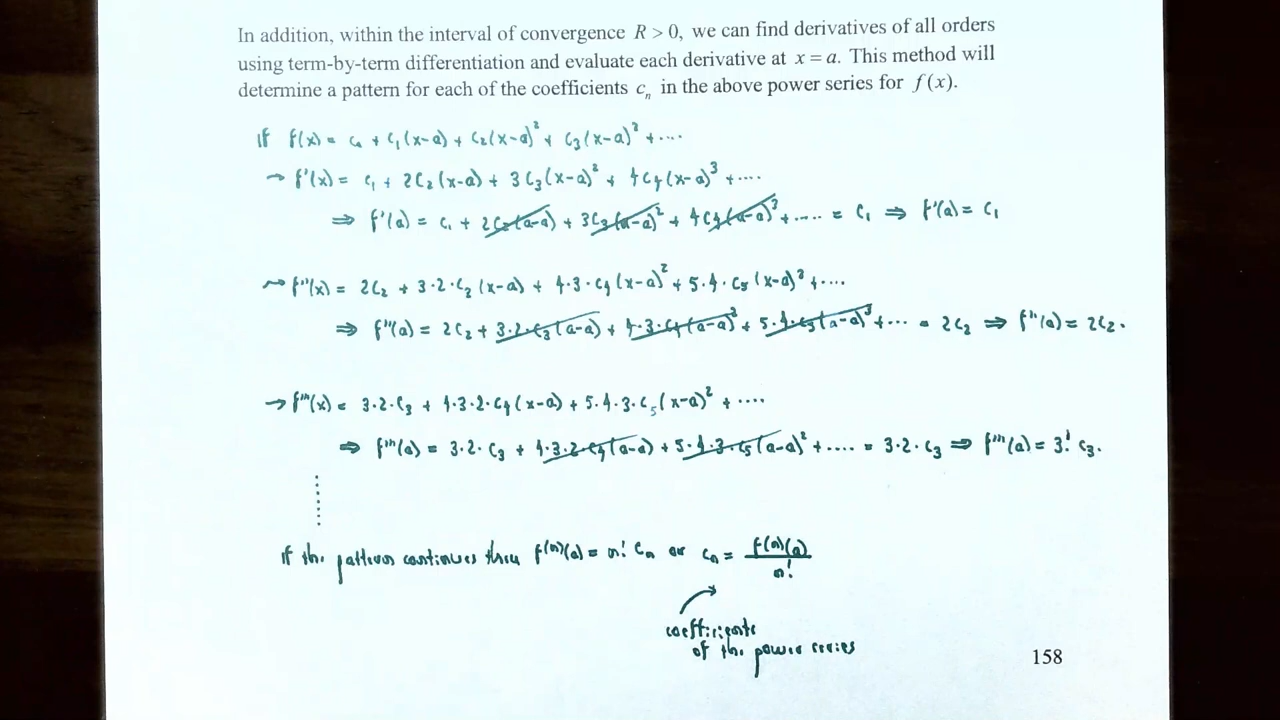 In addition, within the interval of convergence R > 0, we can find derivatives of all orders
using term-by-term differentiation and evaluate each derivative at x = a. This method will
determine a pattern for each of the coefficients cₙ in the above power series for f(x).
If f(x) = c₀ + c₁(x-a) + c₂(x-a)² + c₃(x-a)² + ....
→ f'(x) = c₁ + 2c₂(x-a) + 3c₃(x-a)² + 4c₄(x-a)³ + ....
⇒ f'(a) = c₁ + 2c₂(a-a) + 3c₃(a-a)² + 4c₄(a-a)³ + ..... = c₁ ⇒ f'(a) = c₁
→ f''(x) = 2c₂ + 3·2·c₂(x-a) + 4·3·c₄(x-a)² + 5·4·c₅(x-a)³ + ....
⇒ f''(a) = 2c₂ + 3·2·c₃(a-a) + 4·3·c₄(a-a)² + 5·4·c₅(a-a)³ + ... = 2c₂ ⇒ f''(a) = 2c₂.
→ f'''(x) = 3·2·c₃ + 4·3·2·c₄(x-a) + 5·4·3·c₅(x-a)² + ....
⇒ f'''(a) = 3·2·c₃ + 4·3·2·c₄(a-a) + 5·4·3·c₅(a-a)² + .... = 3·2·c₃ ⇒ f'''(a) = 3! c₃.
If the pattern continues then f⁽ⁿ⁾(a) = n! cₙ or cₙ = f⁽ⁿ⁾(a) / n!
coefficients
of the power series
158